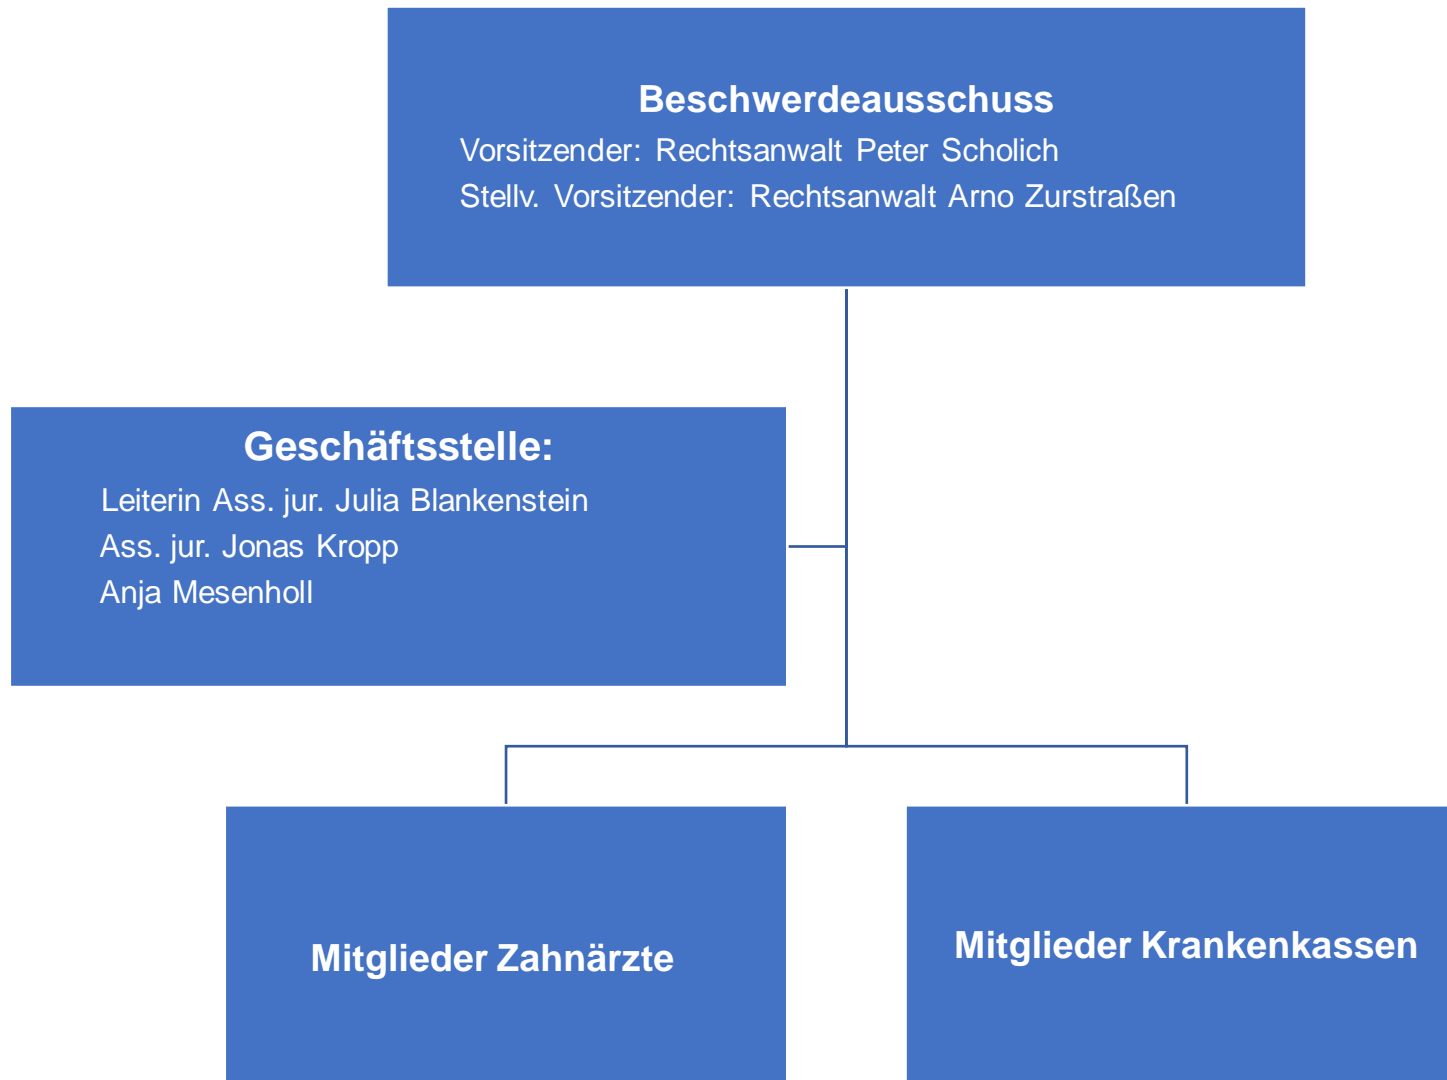 Beschwerdeausschuss
Vorsitzender: Rechtsanwalt Peter Scholich
Stellv. Vorsitzender: Rechtsanwalt Arno Zurstraßen
Geschäftsstelle:
Leiterin Ass. jur. Julia Blankenstein
Ass. jur. Jonas Kropp
Anja Mesenholl
Mitglieder Zahnärzte
Mitglieder Krankenkassen